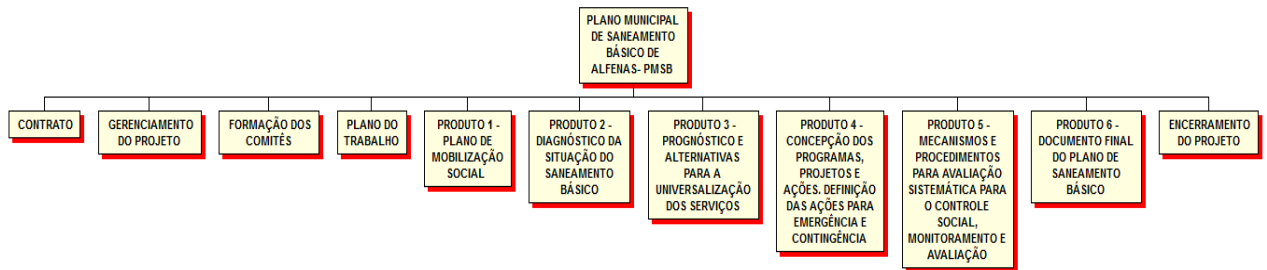 PLANO MUNICIPAL
DE SANEAMENTO
BÁSICO DE
ALFENAS- PMSB
CONTRATO
GERENCIAMENTO
DO PROJETO
FORMAÇÃO DOS
COMITÊS
PLANO DO
TRABALHO
PRODUTO 1 -
PLANO DE
MOBILIZAÇÃO
SOCIAL
PRODUTO 2 -
DIAGNÓSTICO DA
SITUAÇÃO DO
SANEAMENTO
BÁSICO
PRODUTO 3 -
PROGNÓSTICO E
ALTERNATIVAS
PARA A
UNIVERSALIZAÇÃO
DOS SERVIÇOS
PRODUTO 4 -
CONCEPÇÃO DOS
PROGRAMAS,
PROJETOS E
AÇÕES. DEFINIÇÃO
DAS AÇÕES PARA
EMERGÊNCIA E
CONTINGÊNCIA
PRODUTO 5 -
MECANISMOS E
PROCEDIMENTOS
PARA AVALIAÇÃO
SISTEMÁTICA PARA
O CONTROLE
SOCIAL,
MONITORAMENTO E
AVALIAÇÃO
PRODUTO 6 -
DOCUMENTO FINAL
DO PLANO DE
SANEAMENTO
BÁSICO
ENCERRAMENTO
DO PROJETO